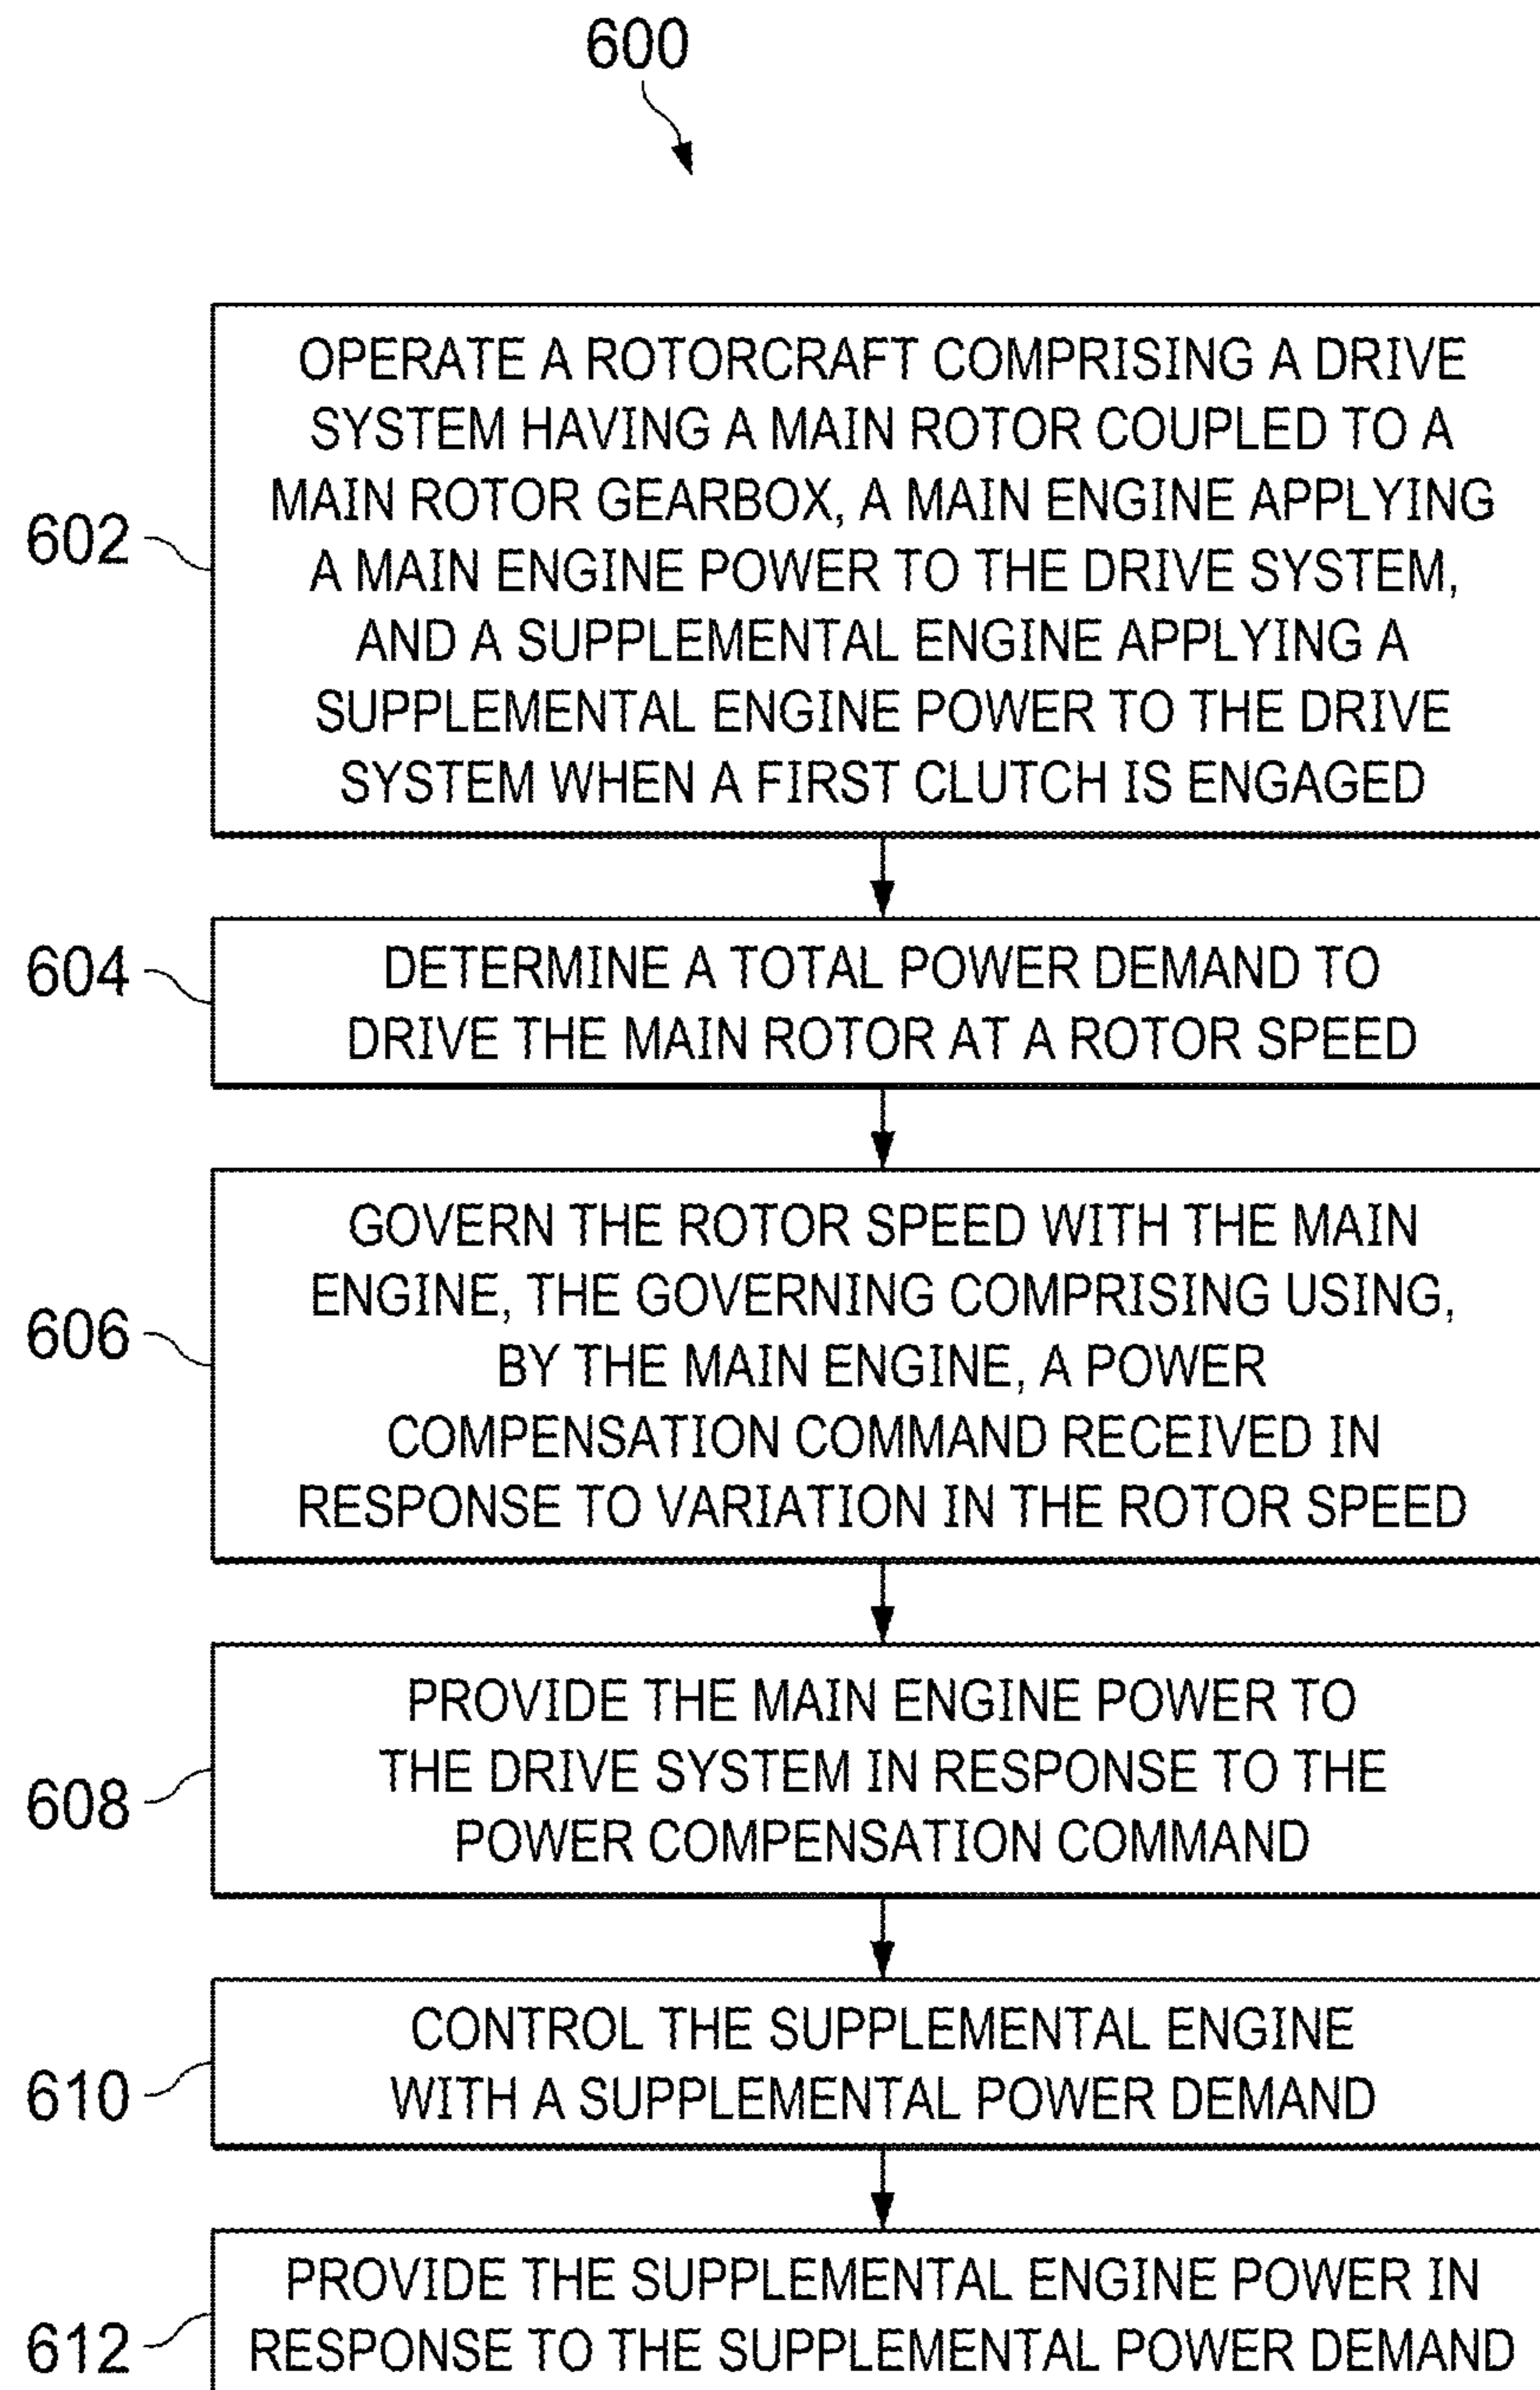 600
602
OPERATE A ROTORCRAFT COMPRISING A DRIVE
SYSTEM HAVING A MAIN ROTOR COUPLED TO A
MAIN ROTOR GEARBOX, A MAIN ENGINE APPLYING
A MAIN ENGINE POWER TO THE DRIVE SYSTEM,
AND A SUPPLEMENTAL ENGINE APPLYING A
SUPPLEMENTAL ENGINE POWER TO THE DRIVE
SYSTEM WHEN A FIRST CLUTCH IS ENGAGED
604
DETERMINE A TOTAL POWER DEMAND TO
DRIVE THE MAIN ROTOR AT A ROTOR SPEED
606
GOVERN THE ROTOR SPEED WITH THE MAIN
ENGINE, THE GOVERNING COMPRISING USING,
BY THE MAIN ENGINE, A POWER
COMPENSATION COMMAND RECEIVED IN
RESPONSE TO VARIATION IN THE ROTOR SPEED
608
PROVIDE THE MAIN ENGINE POWER TO
THE DRIVE SYSTEM IN RESPONSE TO THE
POWER COMPENSATION COMMAND
610
CONTROL THE SUPPLEMENTAL ENGINE
WITH A SUPPLEMENTAL POWER DEMAND
612
PROVIDE THE SUPPLEMENTAL ENGINE POWER IN
RESPONSE TO THE SUPPLEMENTAL POWER DEMAND